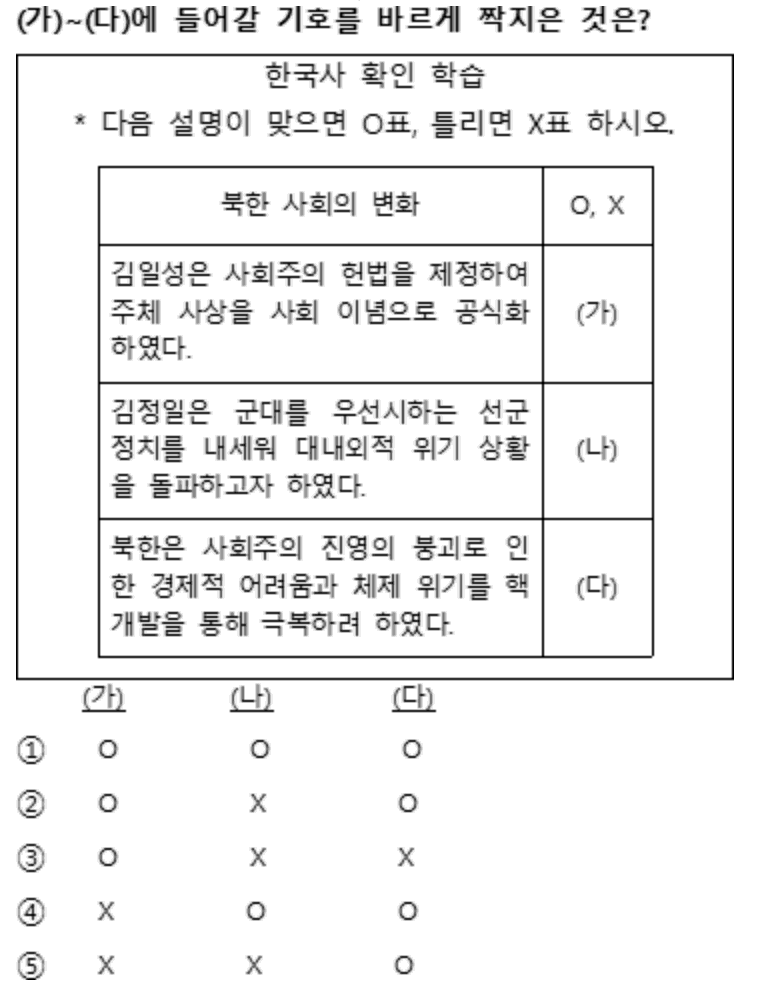 (가)~(다)에 들어갈 기호를 바르게 짝지은 것은?
한국사 확인 학습
* 다음 설명이 맞으면 O표, 틀리면 X표 하시오.
북한 사회의 변화 O, X
김일성은 사회주의 헌법을 제정하여
주체 사상을 사회 이념으로 공식화 (가)
하였다.
김정일은 군대를 우선시하는 선군
정치를 내세워 대내외적 위기 상황 (나)
을 돌파하고자 하였다.
북한은 사회주의 진영의 붕괴로 인
한 경제적 어려움과 체제 위기를 핵 (다)
개발을 통해 극복하려 하였다.
(가) (나) (다)
① O O O
② O X O
③ O X X
④ X O O
⑤ X X O